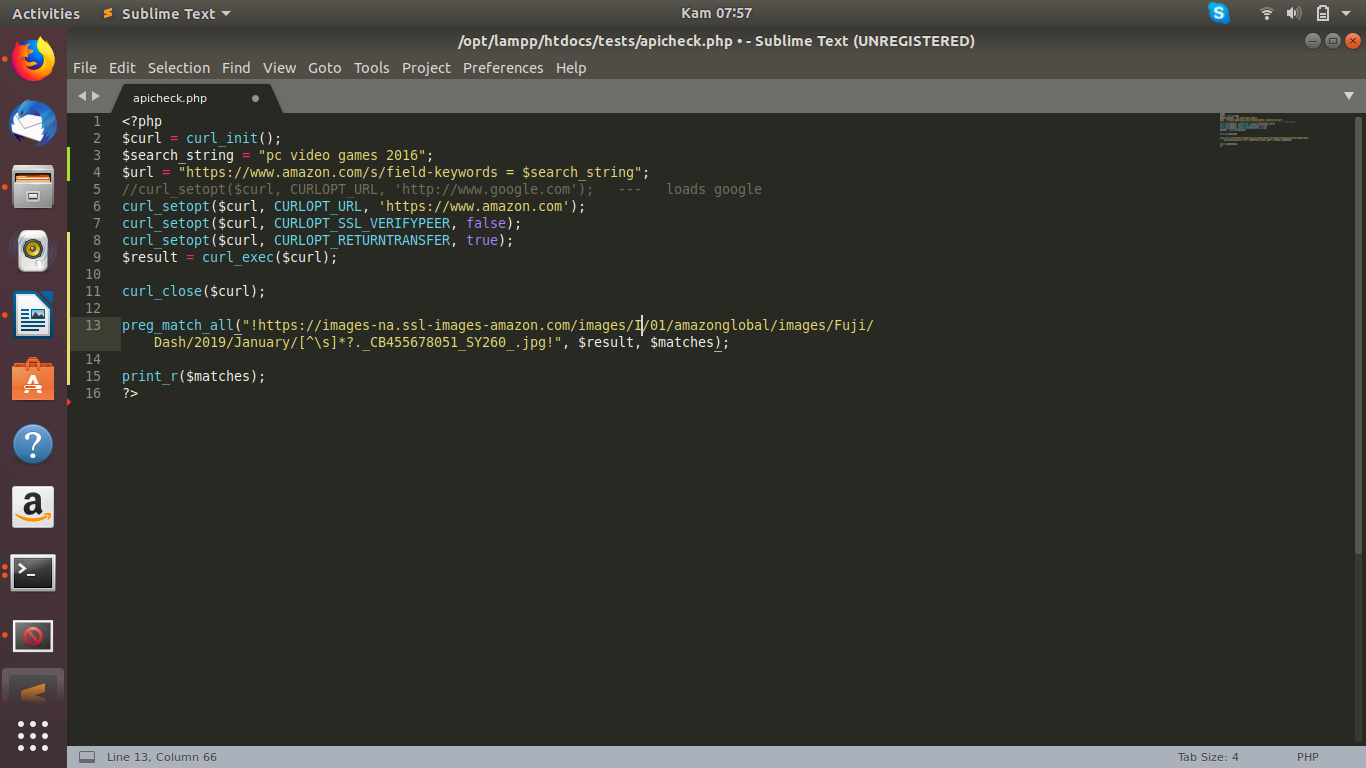 Activities Sublime Text Kam 07:57
/opt/lampp/htdocs/tests/apicheck.php • - Sublime Text (UNREGISTERED)
File Edit Selection Find View Goto Tools Project Preferences Help
apicheck.php
1 <?php
2 $curl = curl_init();
3 $search_string = "pc video games 2016";
4 $url = "https://www.amazon.com/s/field-keywords = $search_string";
5 //curl_setopt($curl, CURLOPT_URL, 'http://www.google.com');   ---   loads google
6 curl_setopt($curl, CURLOPT_URL, 'https://www.amazon.com');
7 curl_setopt($curl, CURLOPT_SSL_VERIFYPEER, false);
8 curl_setopt($curl, CURLOPT_RETURNTRANSFER, true);
9 $result = curl_exec($curl);
10
11 curl_close($curl);
12
13 preg_match_all("!https://images-na.ssl-images-amazon.com/images/I/01/amazonglobal/images/Fuji/
Dash/2019/January/[^\s]*?._CB455678051_SY260_.jpg!", $result, $matches);
14
15 print_r($matches);
16 ?>
Line 13, Column 66 Tab Size: 4 PHP